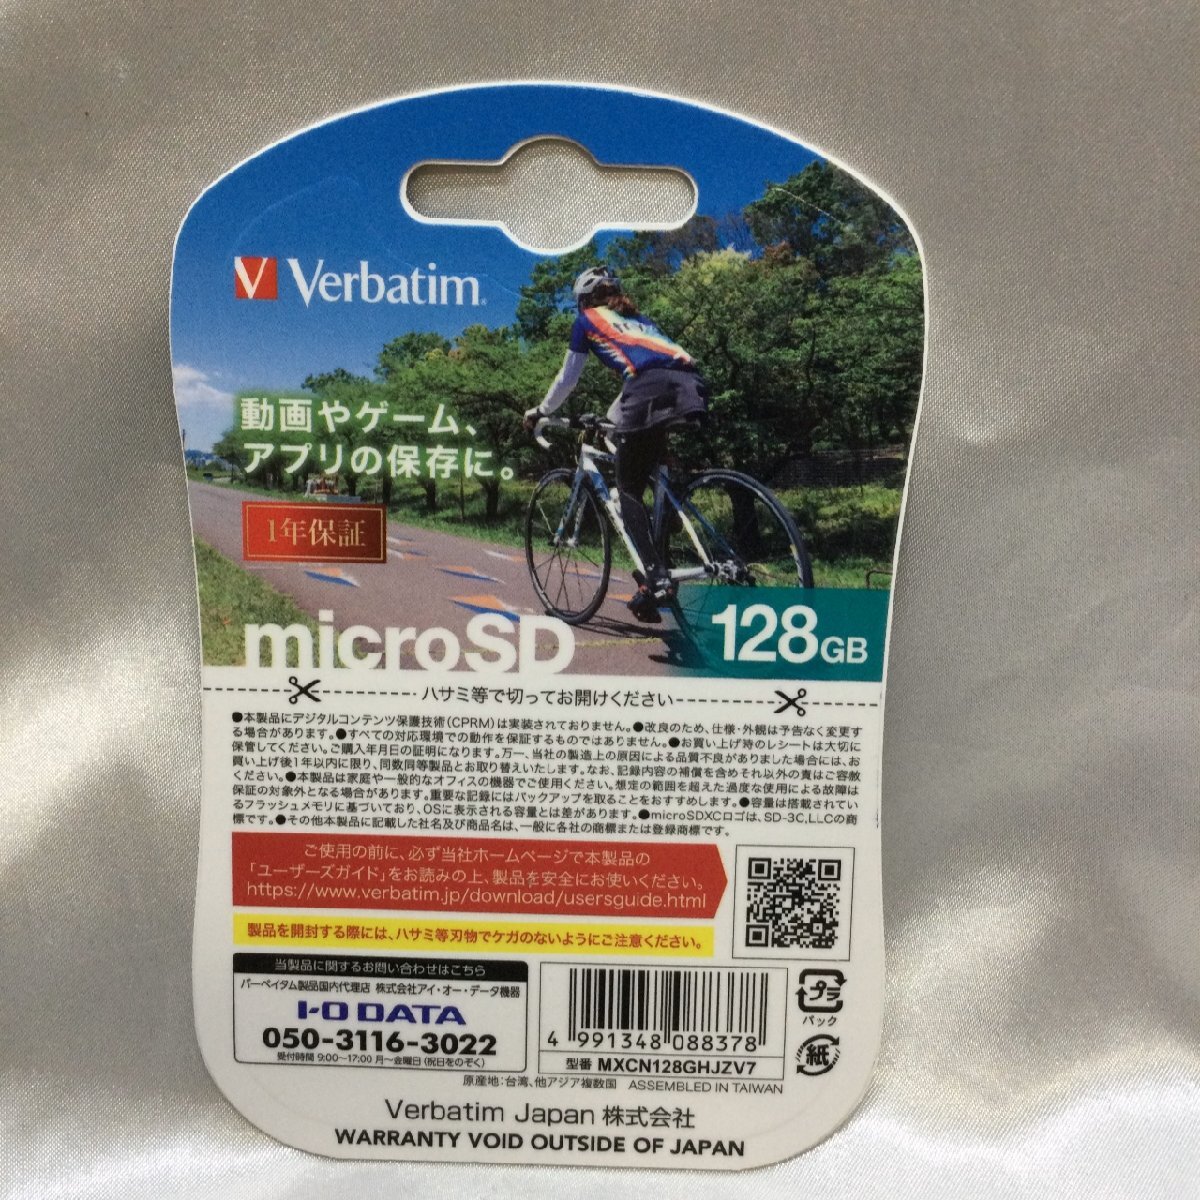 V Verbatim
動画やゲーム、
アプリの保存に。
1年保証
microSD
128GB
ハサミ等で切ってお開けください
●本製品にデジタルコンテンツ保護技術(CPRM)は実装されておりません。●改良のため、仕様・外観は予告なく変更す
る場合があります。●すべての対応環境での動作を保証するものではありません。●お買い上げ時のレシートは大切に
保管してください。ご購入年月日の証明になります。万一、当社の製造上の原因による品質不良がありました場合には、お
買い上げ後1年以内に限り、同数同等製品とお取り替えいたします。なお、記録内容の補償を含めそれ以外の責はご容赦
ください。●本製品は家庭や一般的なオフィスの機器でご使用ください。想定の範囲を超えた過度な使用による故障は
保証の対象外となる場合があります。重要な記録にはバックアップを取ることをおすすめします。●容量は搭載されてい
るフラッシュメモリに基づいており、OSに表示される容量とは差があります。●microSDXCロゴは、SD-3C,LLCの商
標です。●その他本製品に記載した社名及び商品名は、一般に各社の商標または登録商標です。
ご使用の前に、必ず当社ホームページで本製品の
「ユーザーズガイド」をお読みの上、製品を安全にお使いください。
https://www.verbatim.jp/download/usersguide.html
製品を開封する際には、ハサミ等刃物でケガのないようにご注意ください。
当製品に関するお問い合わせはこちら
バーベイタム製品国内代理店 株式会社アイ・オー・データ機器
I-O DATA
050-3116-3022
受付時間 9:00〜17:00 月〜金曜日(祝日をのぞく)
4 991348 088378
型番 MXCN128GHJZV7
プラ
パック
紙
原産地:台湾、他アジア複数国 ASSEMBLED IN TAIWAN
Verbatim Japan 株式会社
WARRANTY VOID OUTSIDE OF JAPAN